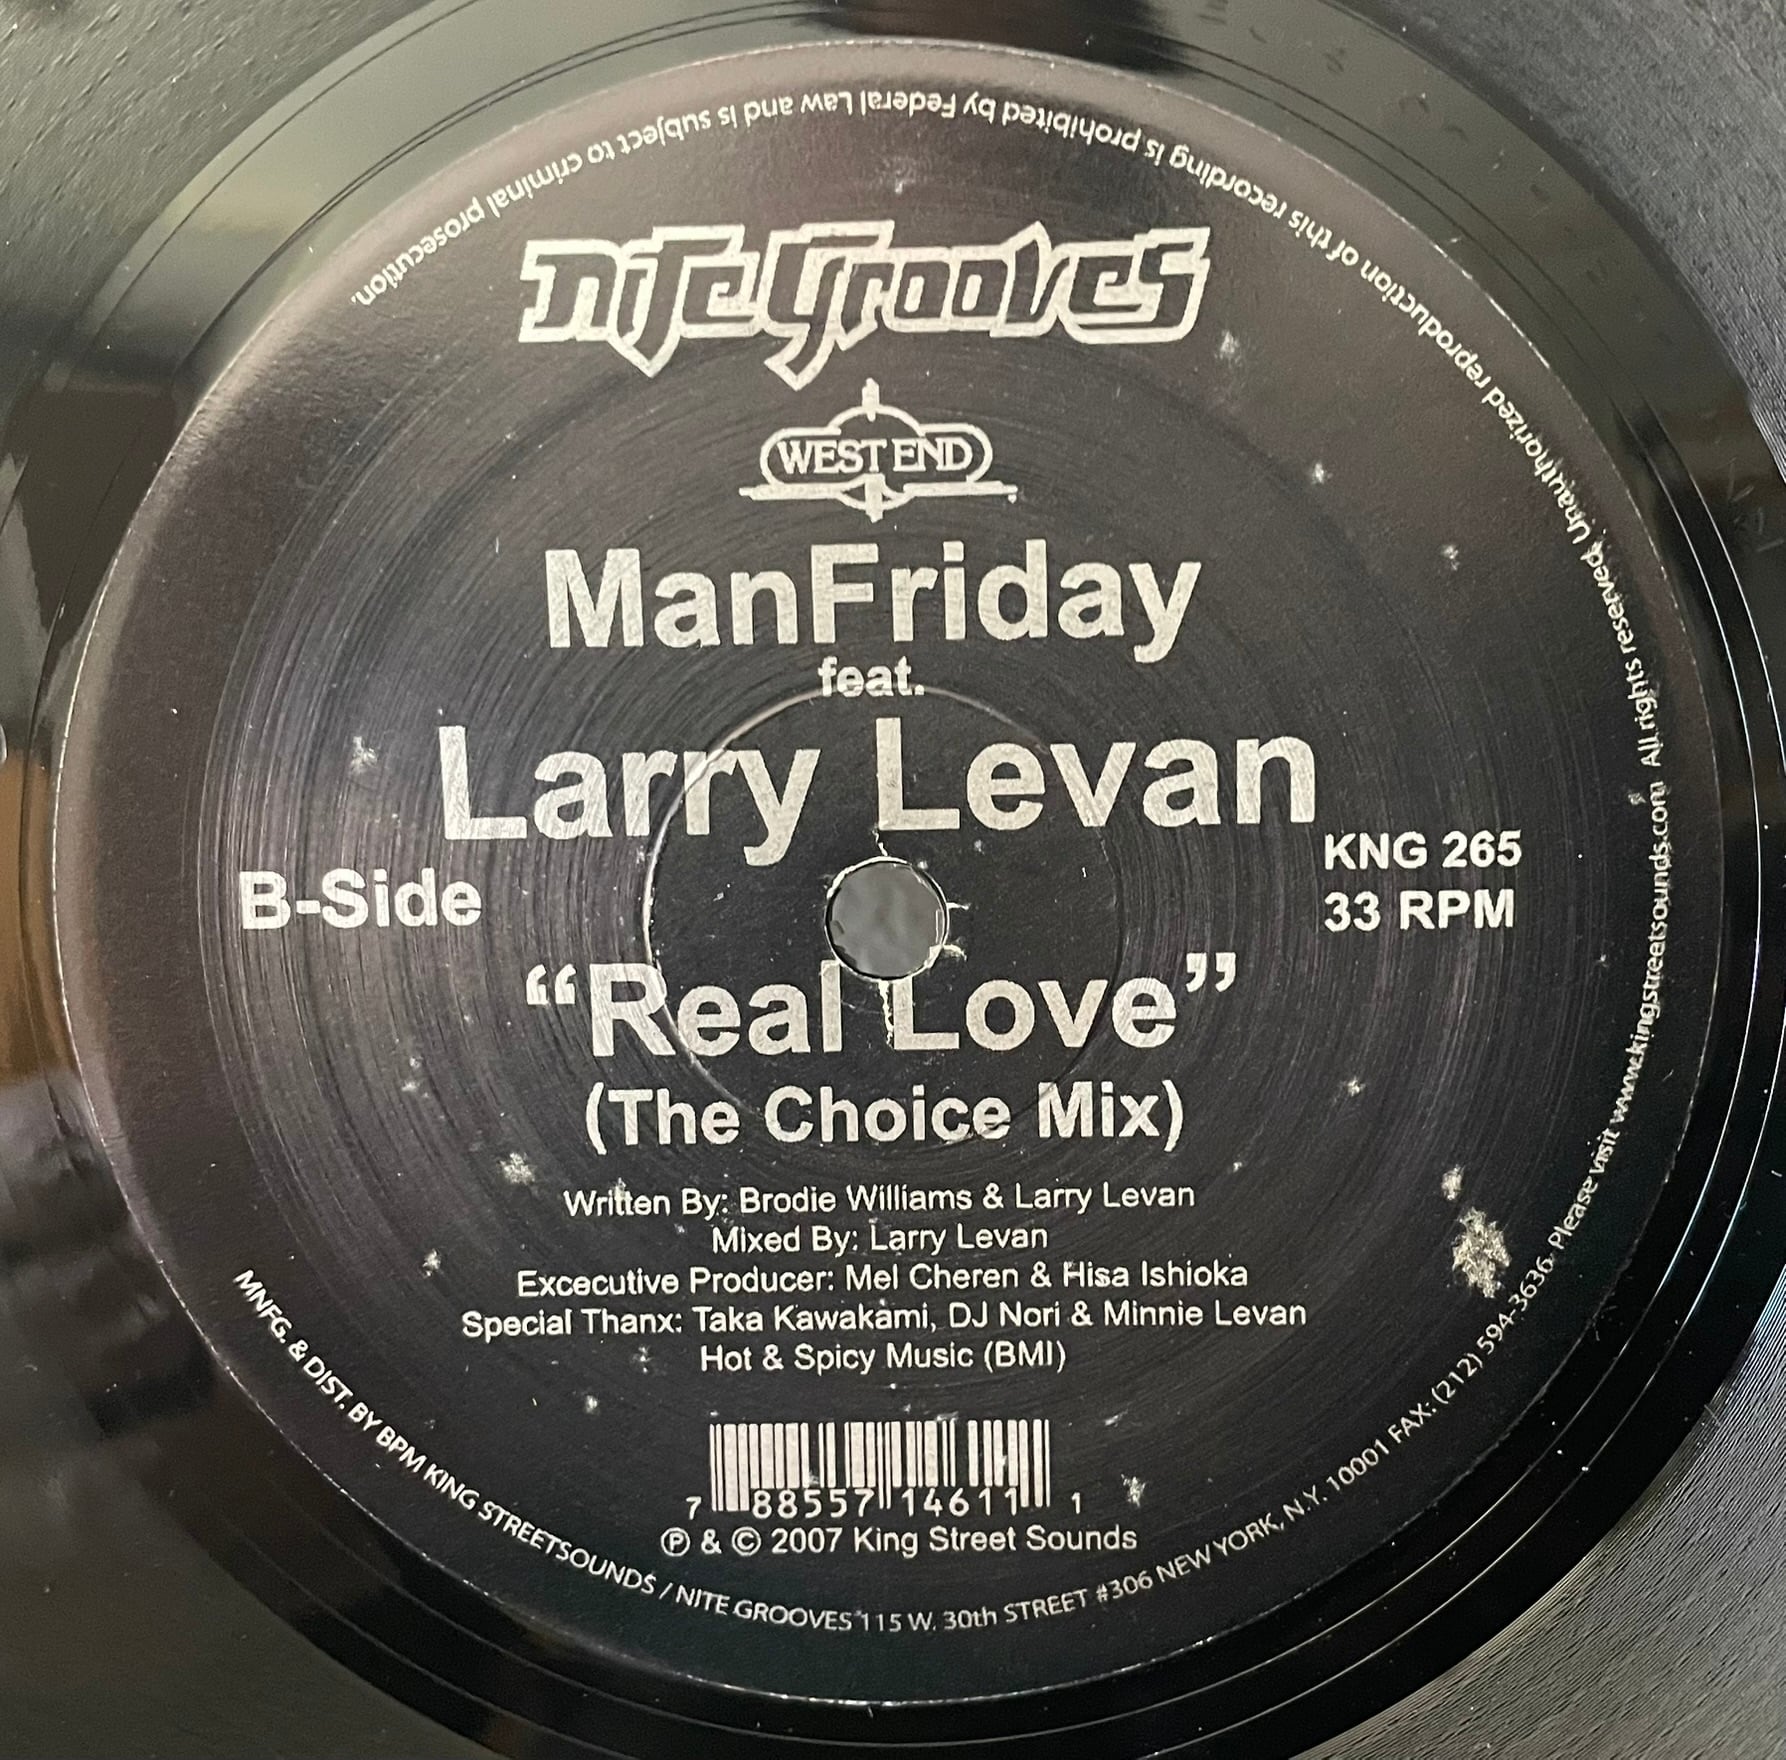 Nite Grooves
WEST END
ManFriday
feat.
Larry Levan
KNG 265
B-Side
33 RPM
“Real Love”
(The Choice Mix)
Written By: Brodie Williams & Larry Levan
Mixed By: Larry Levan
Excecutive Producer: Mel Cheren & Hisa Ishioka
Special Thanx: Taka Kawakami, DJ Nori & Minnie Levan
Hot & Spicy Music (BMI)
7 88557 14611 1
℗ & © 2007 King Street Sounds
MNFG. & DIST. BY BPM KING STREETSOUNDS / NITE GROOVES 115 W. 30th STREET #306 NEW YORK, N.Y. 10001 FAX: (212) 594-3636. Please visit www.kingstreetsounds.com All rights reserved. Unauthorized reproduction of this recording is prohibited by Federal Law and is subject to criminal prosecution.